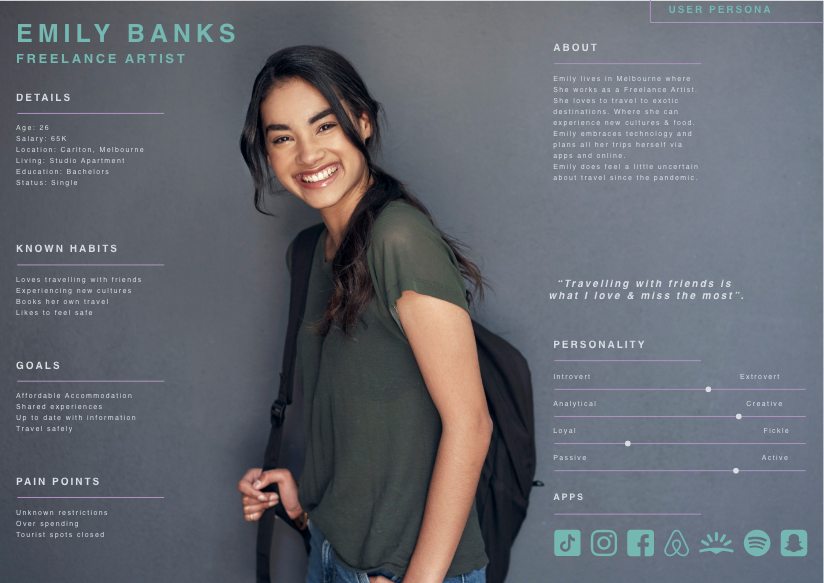 EMILY BANKS
FREELANCE ARTIST
DETAILS
Age: 26
Salary: 65K
Location: Carlton, Melbourne
Living: Studio Apartment
Education: Bachelors
Status: Single
KNOWN HABITS
Loves travelling with friends
Experiencing new cultures
Books her own travel
Likes to feel safe
GOALS
Affordable Accommodation
Shared experiences
Up to date with information
Travel safely
PAIN POINTS
Unknown restrictions
Over spending
Tourist spots closed
USER PERSONA
ABOUT
Emily lives in Melbourne where
She works as a Freelance Artist.
She loves to travel to exotic
destinations. Where she can
experience new cultures & food.
Emily embraces technology and
plans all her trips herself via
apps and online.
Emily does feel a little uncertain
about travel since the pandemic.
“Travelling with friends is
what I love & miss the most”.
PERSONALITY
Introvert Extrovert
Analytical Creative
Loyal Fickle
Passive Active
APPS